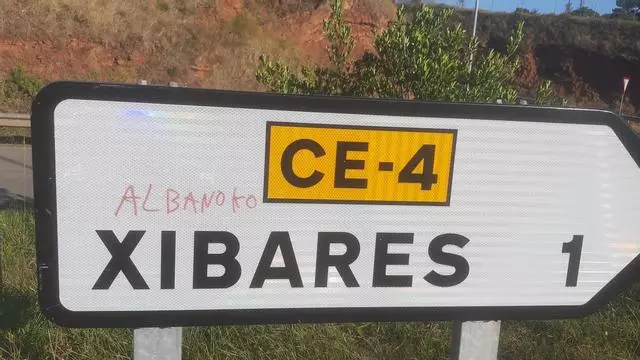 CE-4
ALBANOKO
XIBARES 1